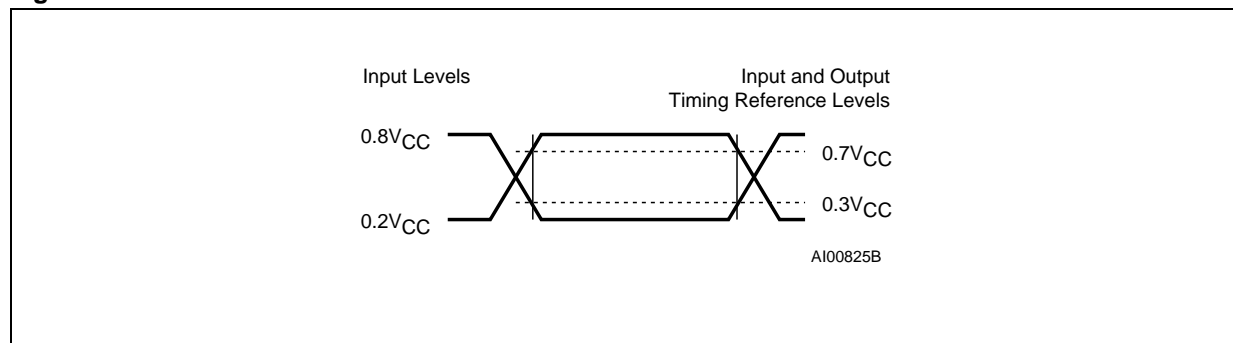 Input Levels
Input and Output
Timing Reference Levels
0.8VCC
0.7VCC
0.3VCC
0.2VCC
AI00825B